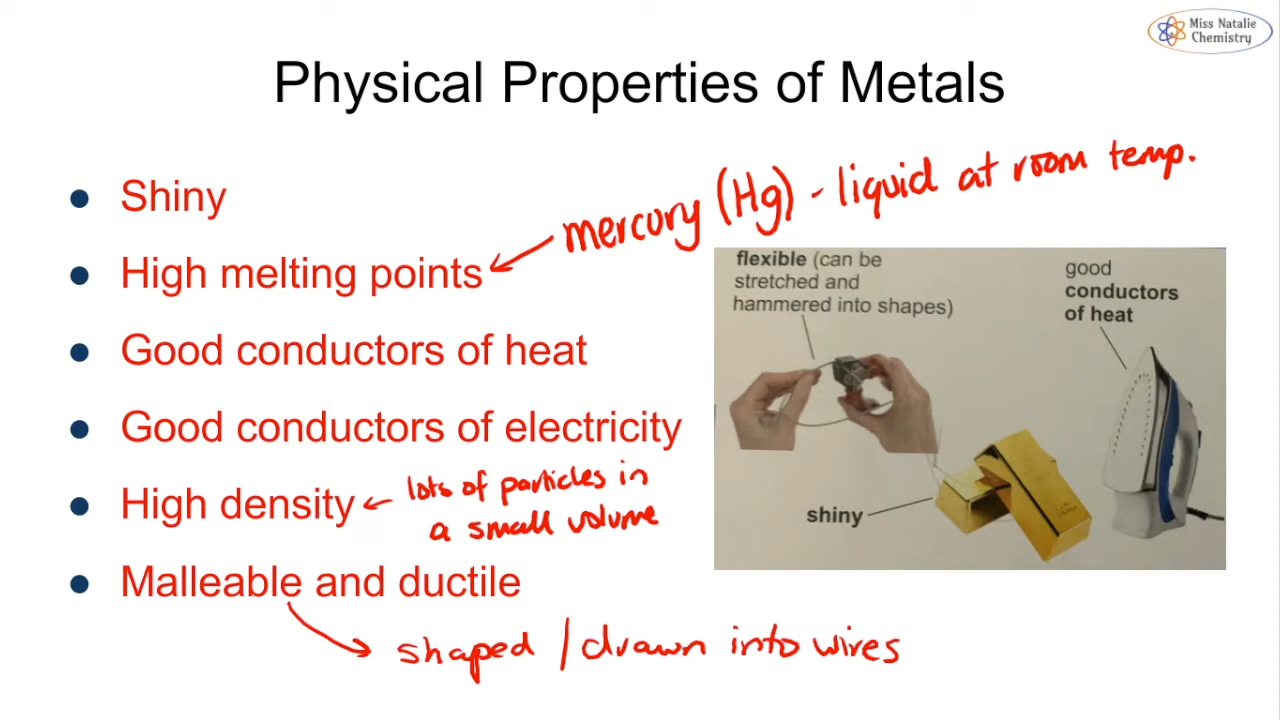 Miss Natalie
Chemistry
Physical Properties of Metals
● Shiny
mercury (Hg) - liquid at room temp.
● High melting points
● Good conductors of heat
● Good conductors of electricity
● High density
lots of particles in
a small volume
● Malleable and ductile
shaped / drawn into wires
flexible (can be
stretched and
hammered into shapes)
good
conductors
of heat
shiny